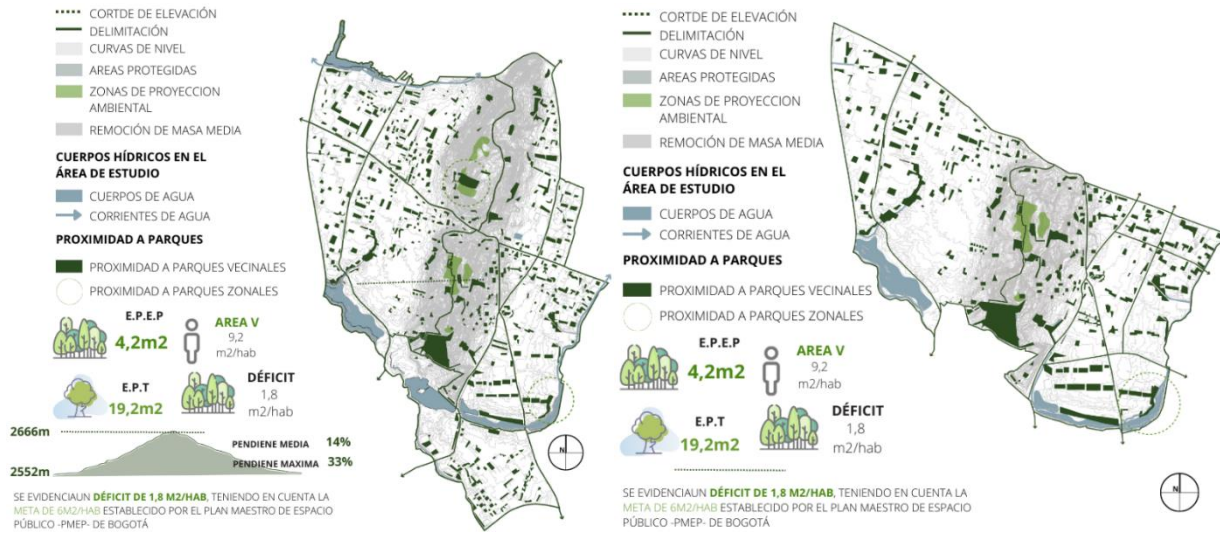 CORTDE DE ELEVACIÓN
DELIMITACIÓN
CURVAS DE NIVEL
AREAS PROTEGIDAS
ZONAS DE PROYECCION
AMBIENTAL
REMOCIÓN DE MASA MEDIA
CUERPOS HÍDRICOS EN EL
ÁREA DE ESTUDIO
CUERPOS DE AGUA
CORRIENTES DE AGUA
PROXIMIDAD A PARQUES
PROXIMIDAD A PARQUES VECINALES
PROXIMIDAD A PARQUES ZONALES
E.P.E.P
4,2m2
AREA V
9,2
m2/hab
E.P.T
19,2m2
DÉFICIT
1,8
m2/hab
2666m
2552m
PENDIENE MEDIA 14%
PENDIENE MAXIMA 33%
SE EVIDENCIAUN DÉFICIT DE 1,8 M2/HAB, TENIENDO EN CUENTA LA
META DE 6M2/HAB ESTABLECIDO POR EL PLAN MAESTRO DE ESPACIO
PÚBLICO -PMEP- DE BOGOTÁ
N
CORTDE DE ELEVACIÓN
DELIMITACIÓN
CURVAS DE NIVEL
AREAS PROTEGIDAS
ZONAS DE PROYECCION
AMBIENTAL
REMOCIÓN DE MASA MEDIA
CUERPOS HÍDRICOS EN EL
ÁREA DE ESTUDIO
CUERPOS DE AGUA
CORRIENTES DE AGUA
PROXIMIDAD A PARQUES
PROXIMIDAD A PARQUES VECINALES
PROXIMIDAD A PARQUES ZONALES
E.P.E.P
4,2m2
AREA V
9,2
m2/hab
E.P.T
19,2m2
DÉFICIT
1,8
m2/hab
SE EVIDENCIAUN DÉFICIT DE 1,8 M2/HAB, TENIENDO EN CUENTA LA
META DE 6M2/HAB ESTABLECIDO POR EL PLAN MAESTRO DE ESPACIO
PÚBLICO -PMEP- DE BOGOTÁ
N